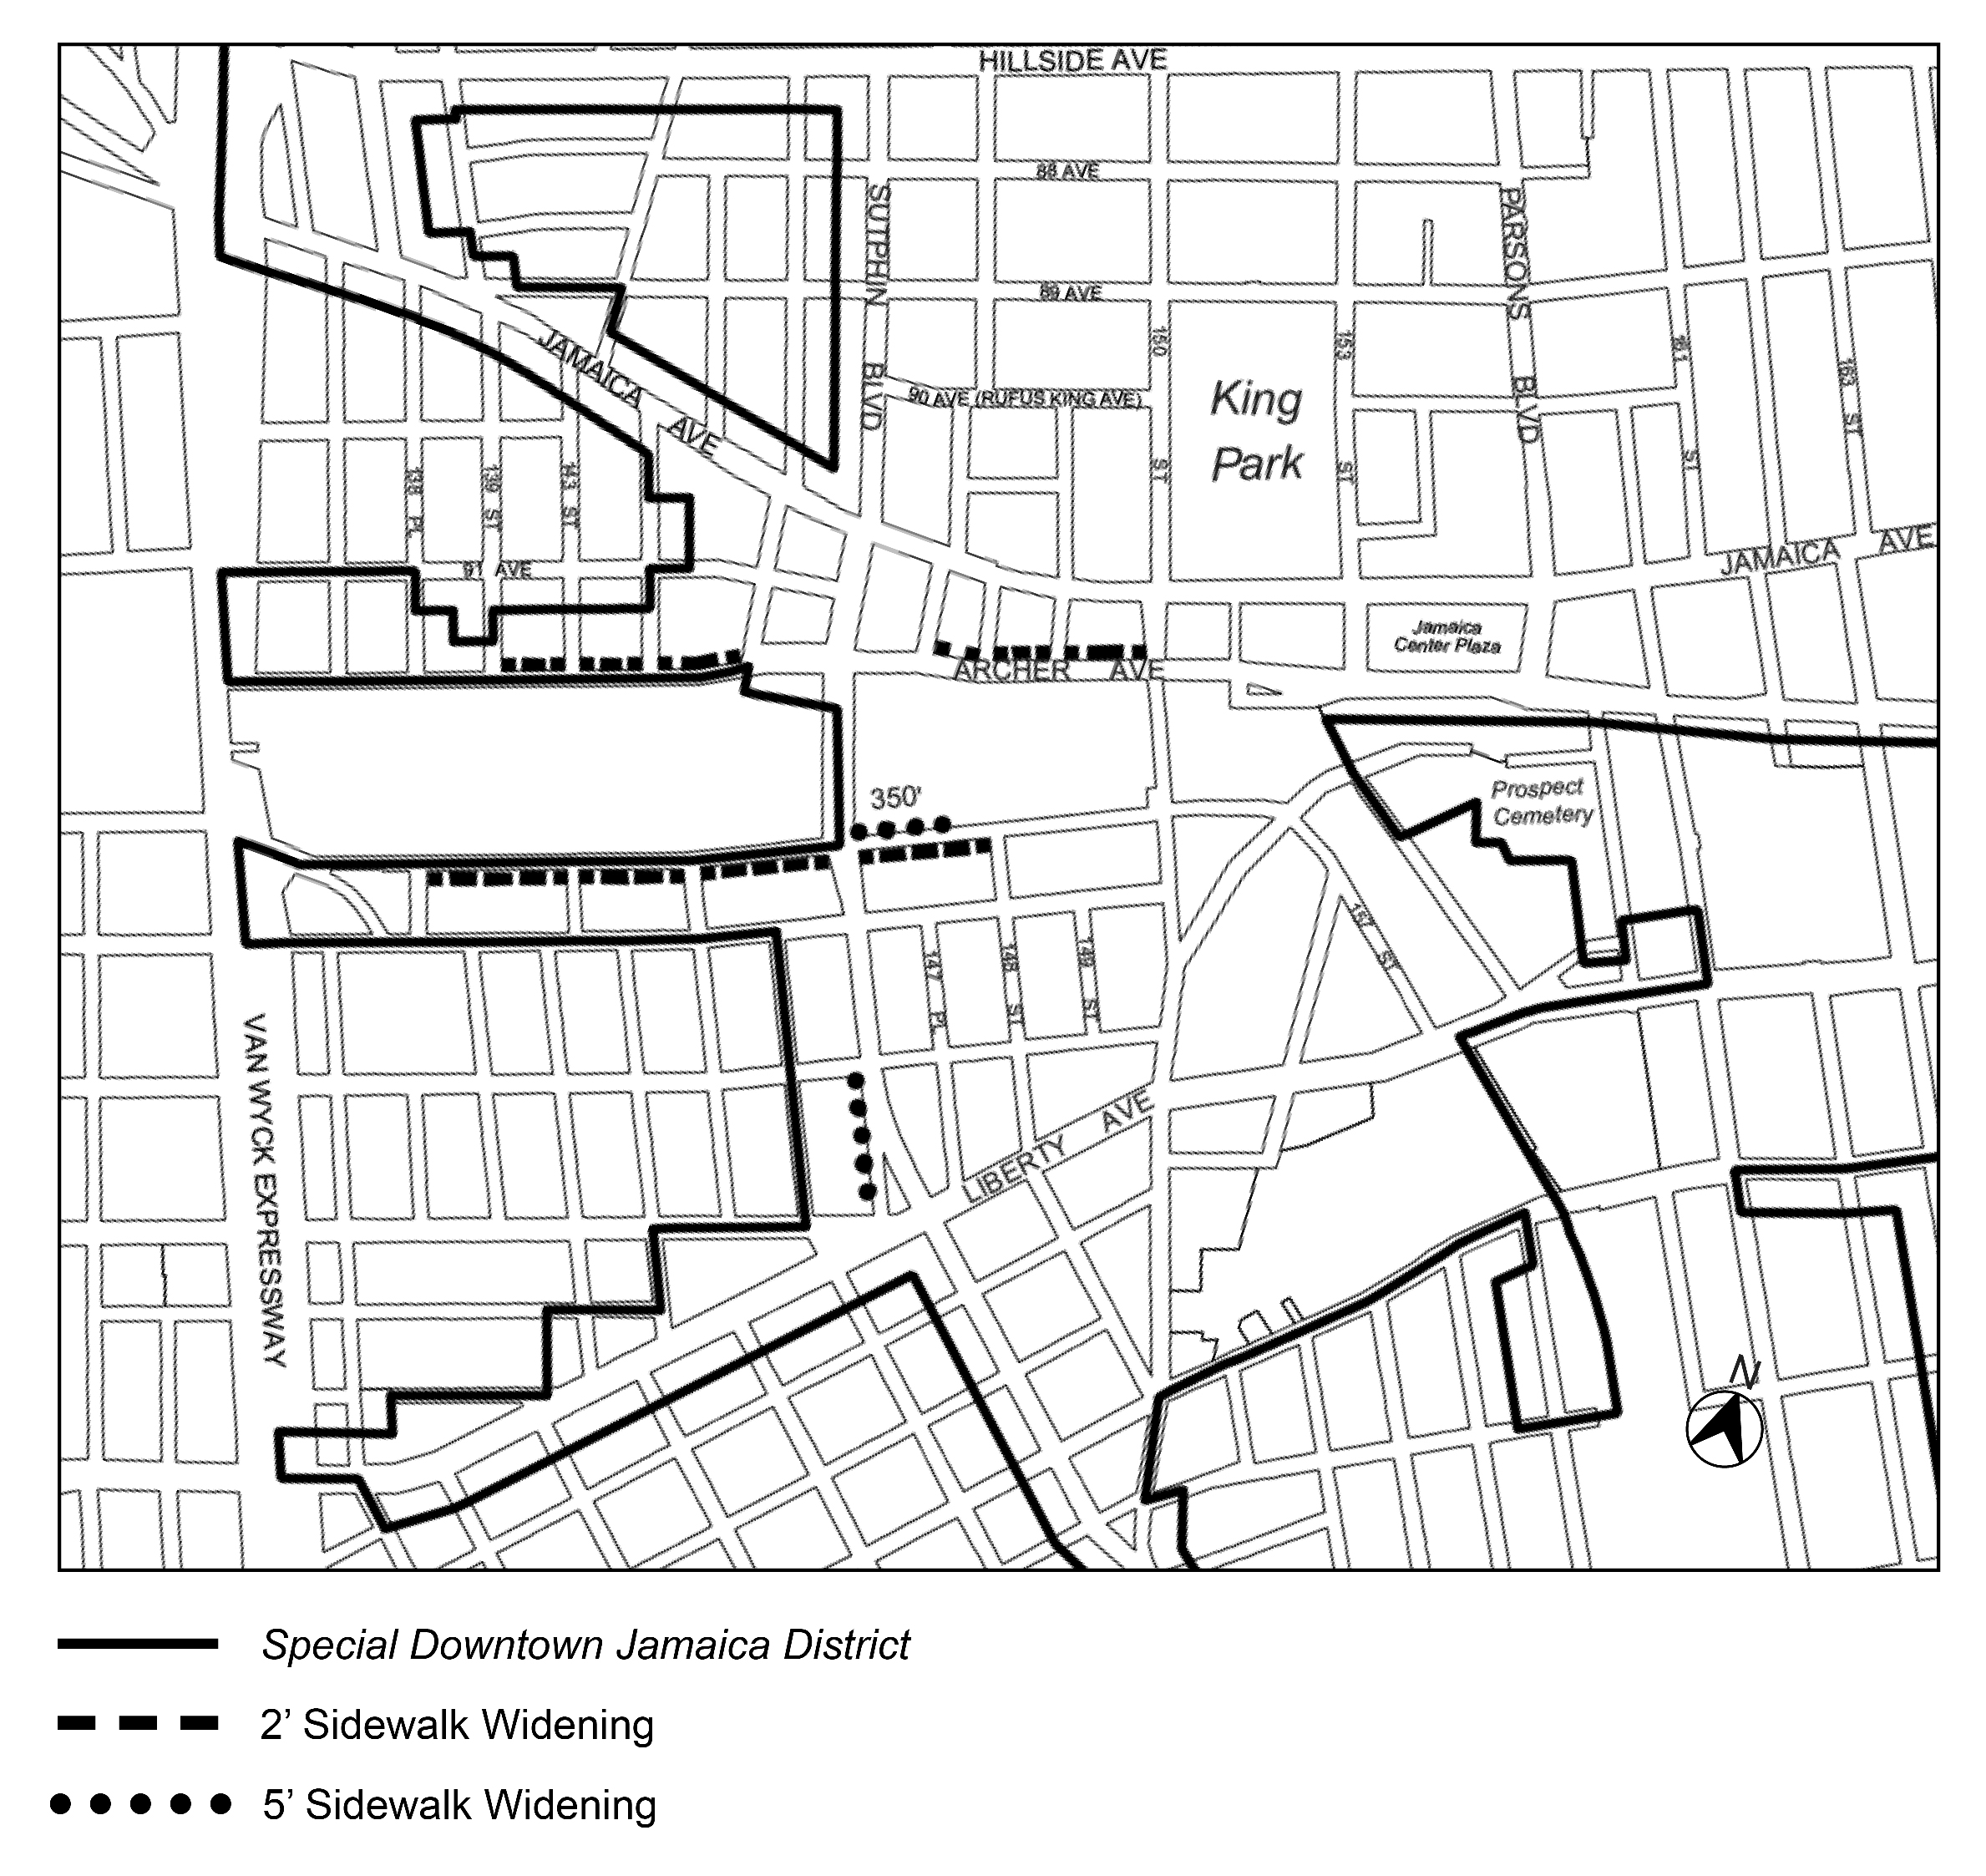 HILLSIDE AVE
88 AVE
SUTPHIN BLVD
PARSONS BLVD
89 AVE
JAMAICA AVE
150 ST
153 ST
161 ST
163 ST
90 AVE (RUFUS KING AVE)
King
Park
138 PL
139 ST
143 ST
91 AVE
JAMAICA AVE
Jamaica
Center Plaza
ARCHER AVE
350'
Prospect
Cemetery
157 ST
147 PL
148 ST
149 ST
VAN WYCK EXPRESSWAY
LIBERTY AVE
N
Special Downtown Jamaica District
2’ Sidewalk Widening
5’ Sidewalk Widening